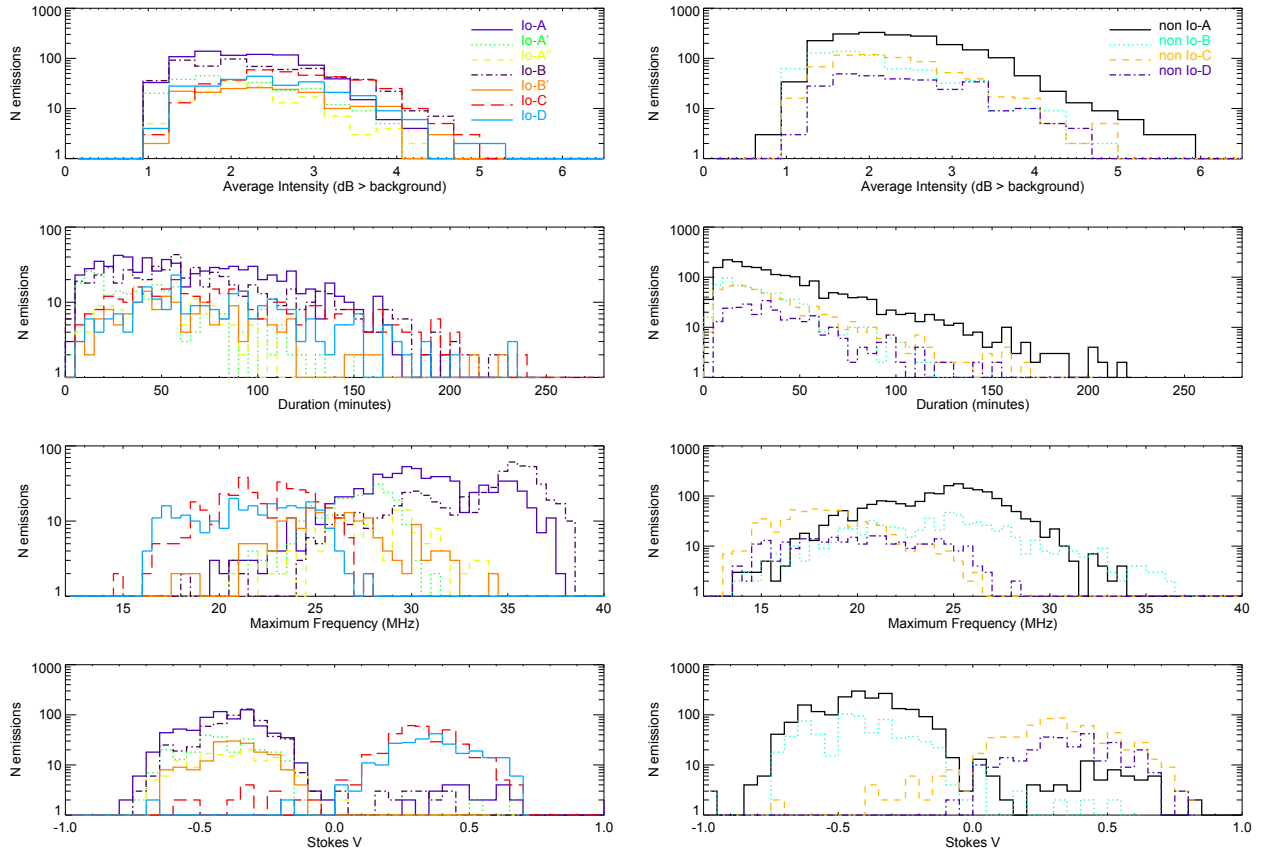 1000
100
10
1
N emissions
Io-A
Io-A'
Io-A''
Io-B
Io-B'
Io-C
Io-D
1 2 3 4 5 6
Average Intensity (dB > background)
1000
100
10
1
N emissions
non Io-A
non Io-B
non Io-C
non Io-D
0 1 2 3 4 5 6
Average Intensity (dB > background)
100
10
1
N emissions
0 50 100 150 200 250
Duration (minutes)
1000
100
10
1
N emissions
0 50 100 150 200 250
Duration (minutes)
100
10
1
N emissions
15 20 25 30 35 40
Maximum Frequency (MHz)
1000
100
10
1
N emissions
15 20 25 30 35 40
Maximum Frequency (MHz)
1000
100
10
1
N emissions
-1.0 -0.5 0.0 0.5 1.0
Stokes V
1000
100
10
1
N emissions
-1.0 -0.5 0.0 0.5 1.0
Stokes V